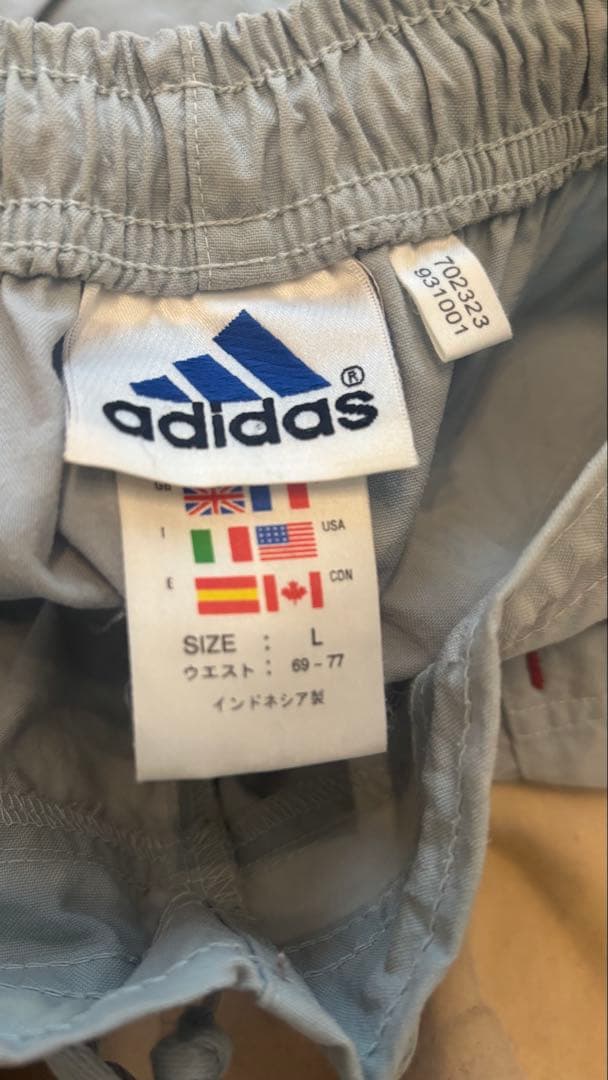 702323
931001
adidas®
GB
I USA
E CDN
SIZE : L
ウエスト : 69-77
インドネシア製